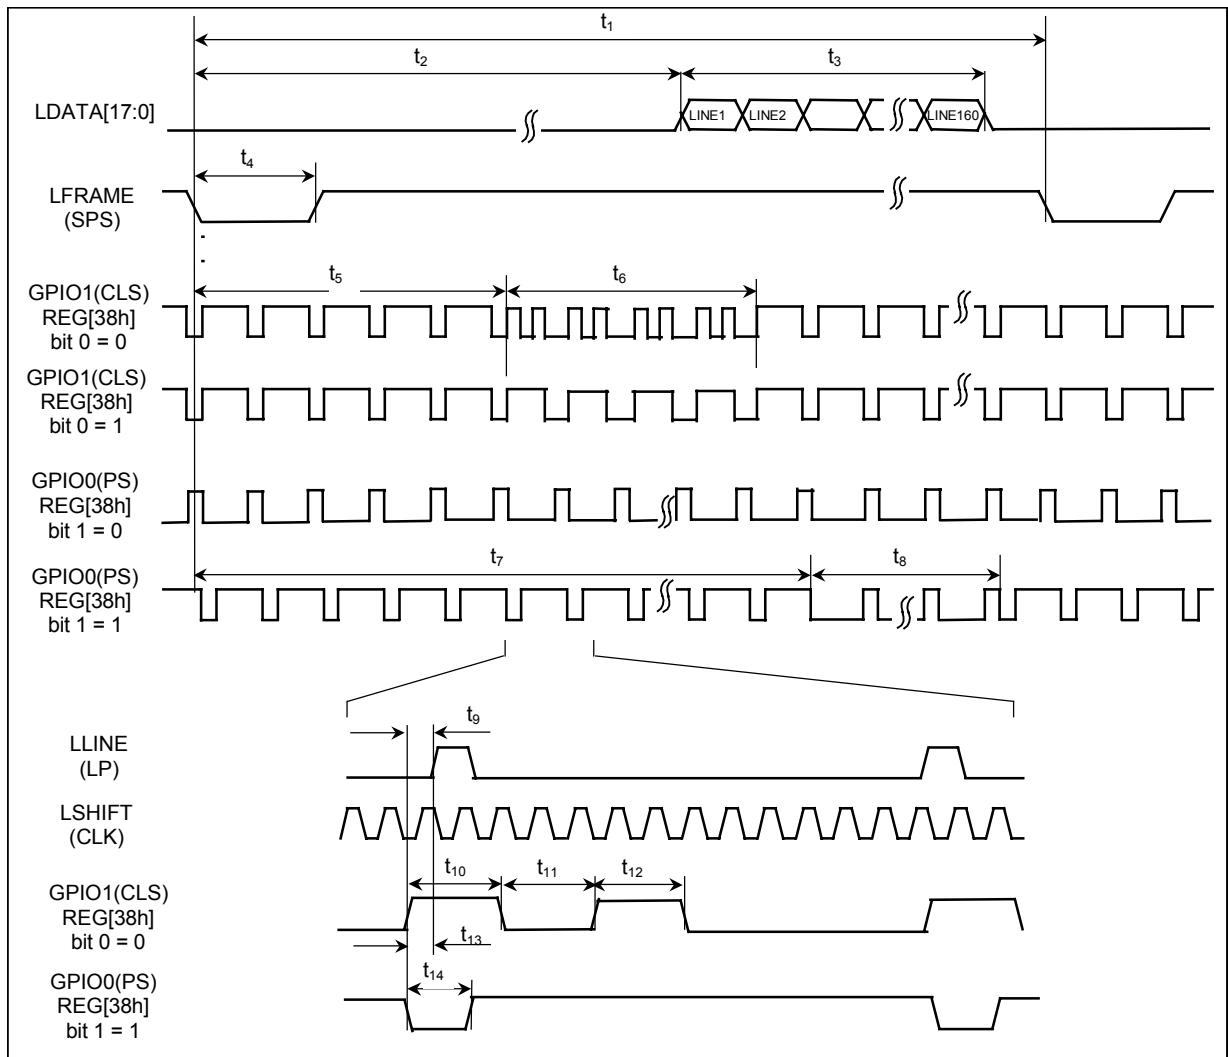 t1
t2
t3
LDATA[17:0]
LINE1
LINE2
LINE160
t4
LFRAME
(SPS)
t5
t6
GPIO1(CLS)
REG[38h]
bit 0 = 0
GPIO1(CLS)
REG[38h]
bit 0 = 1
GPIO0(PS)
REG[38h]
bit 1 = 0
t7
t8
GPIO0(PS)
REG[38h]
bit 1 = 1
t9
LLINE
(LP)
LSHIFT
(CLK)
t10
t11
t12
GPIO1(CLS)
REG[38h]
bit 0 = 0
t13
GPIO0(PS)
REG[38h]
bit 1 = 1
t14